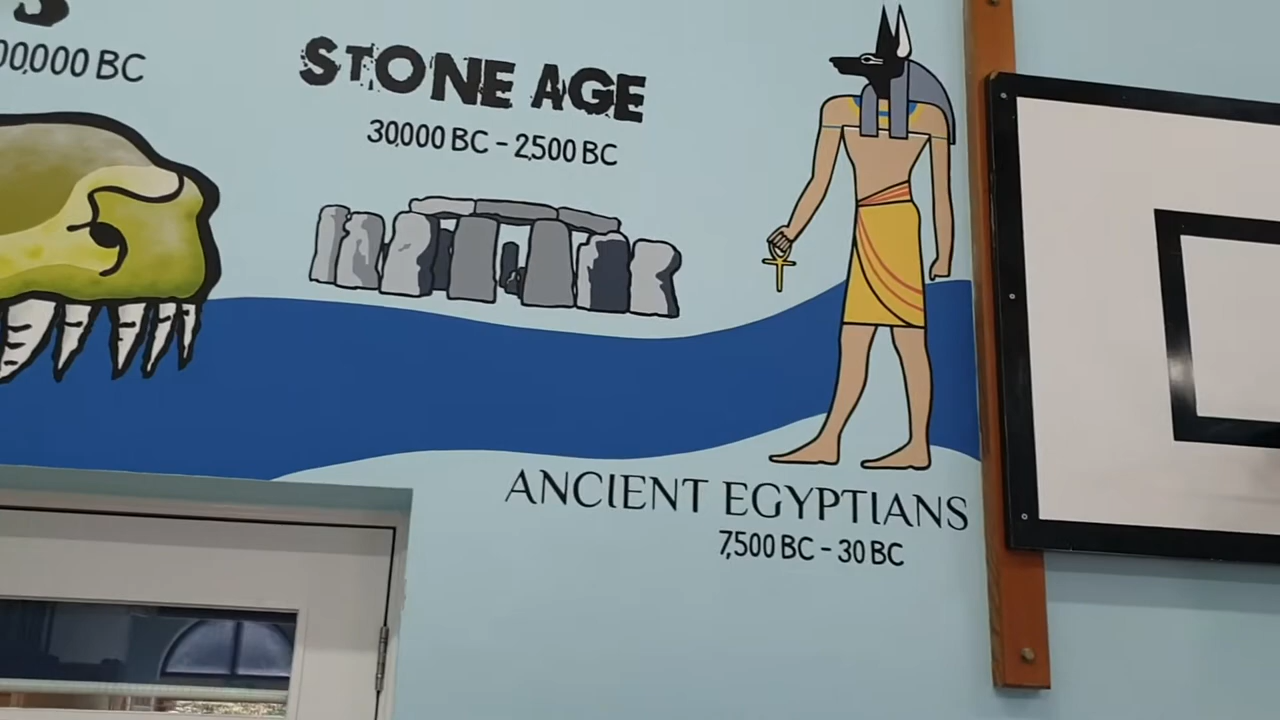 00,000 BC
STONE AGE
30,000 BC - 2,500 BC
ANCIENT EGYPTIANS
7,500 BC - 30 BC